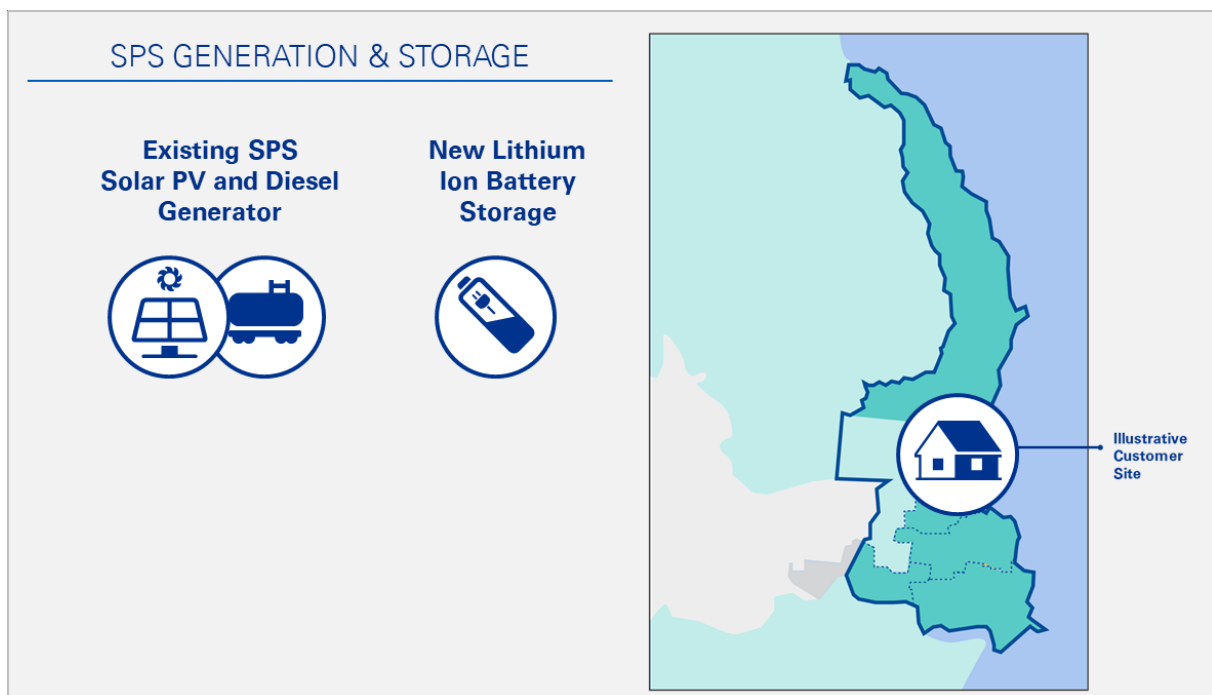 SPS GENERATION & STORAGE
Existing SPS
Solar PV and Diesel
Generator
New Lithium
Ion Battery
Storage
Illustrative
Customer
Site